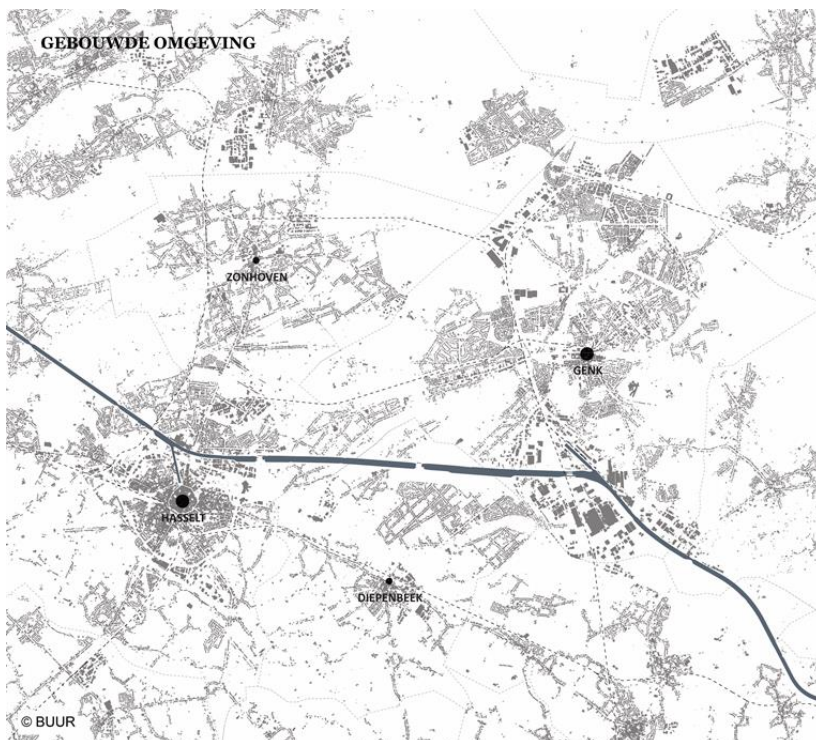 GEBOUWDE OMGEVING
ZONHOVEN
GENK
HASSELT
DIEPENBEEK
© BUUR